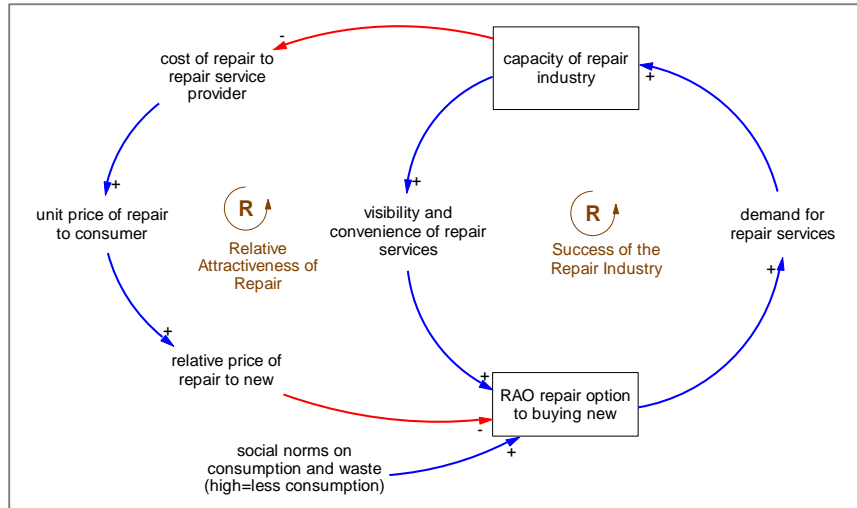 -
cost of repair to
repair service
provider
capacity of repair
industry
+
+
+
unit price of repair
to consumer
R
Relative
Attractiveness of
Repair
visibility and
convenience of repair
services
R
Success of the
Repair Industry
demand for
repair services
+
+
relative price of
repair to new
+
RAO repair option
to buying new
-
+
social norms on
consumption and waste
(high=less consumption)